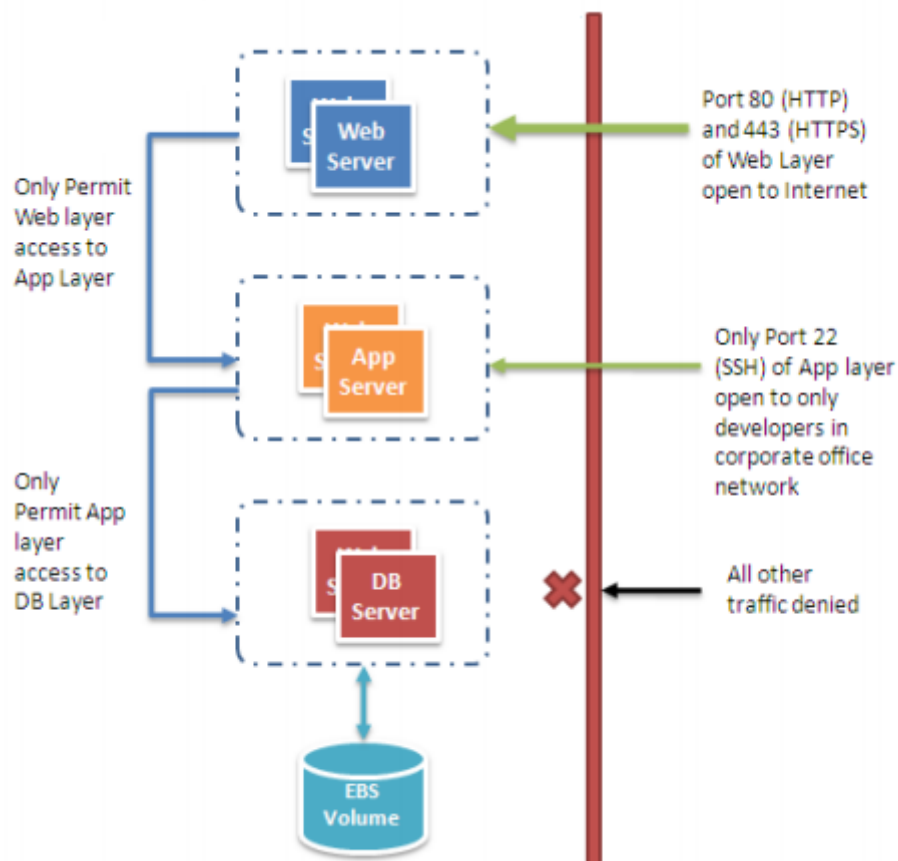 Web
Server
Port 80 (HTTP)
and 443 (HTTPS)
of Web Layer
open to Internet
Only Permit
Web layer
access to
App Layer
App
Server
Only Port 22
(SSH) of App layer
open to only
developers in
corporate office
network
Only
Permit App
layer
access to
DB Layer
DB
Server
All other
traffic denied
EBS
Volume